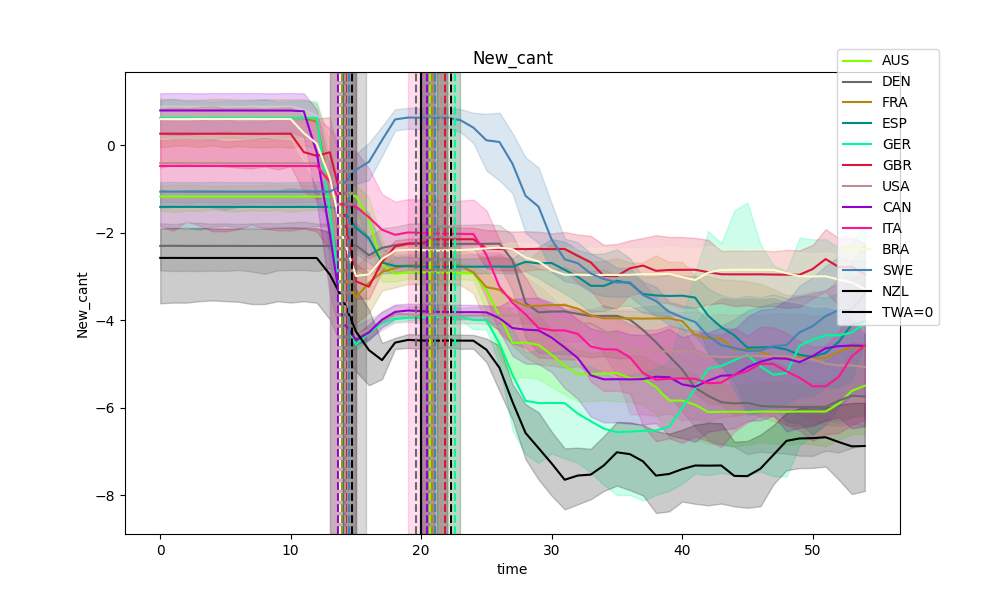 New_cant
AUS
DEN
FRA
ESP
GER
GBR
USA
CAN
ITA
BRA
SWE
NZL
TWA=0
New_cant
0
−2
−4
−6
−8
0
10
20
30
40
50
time